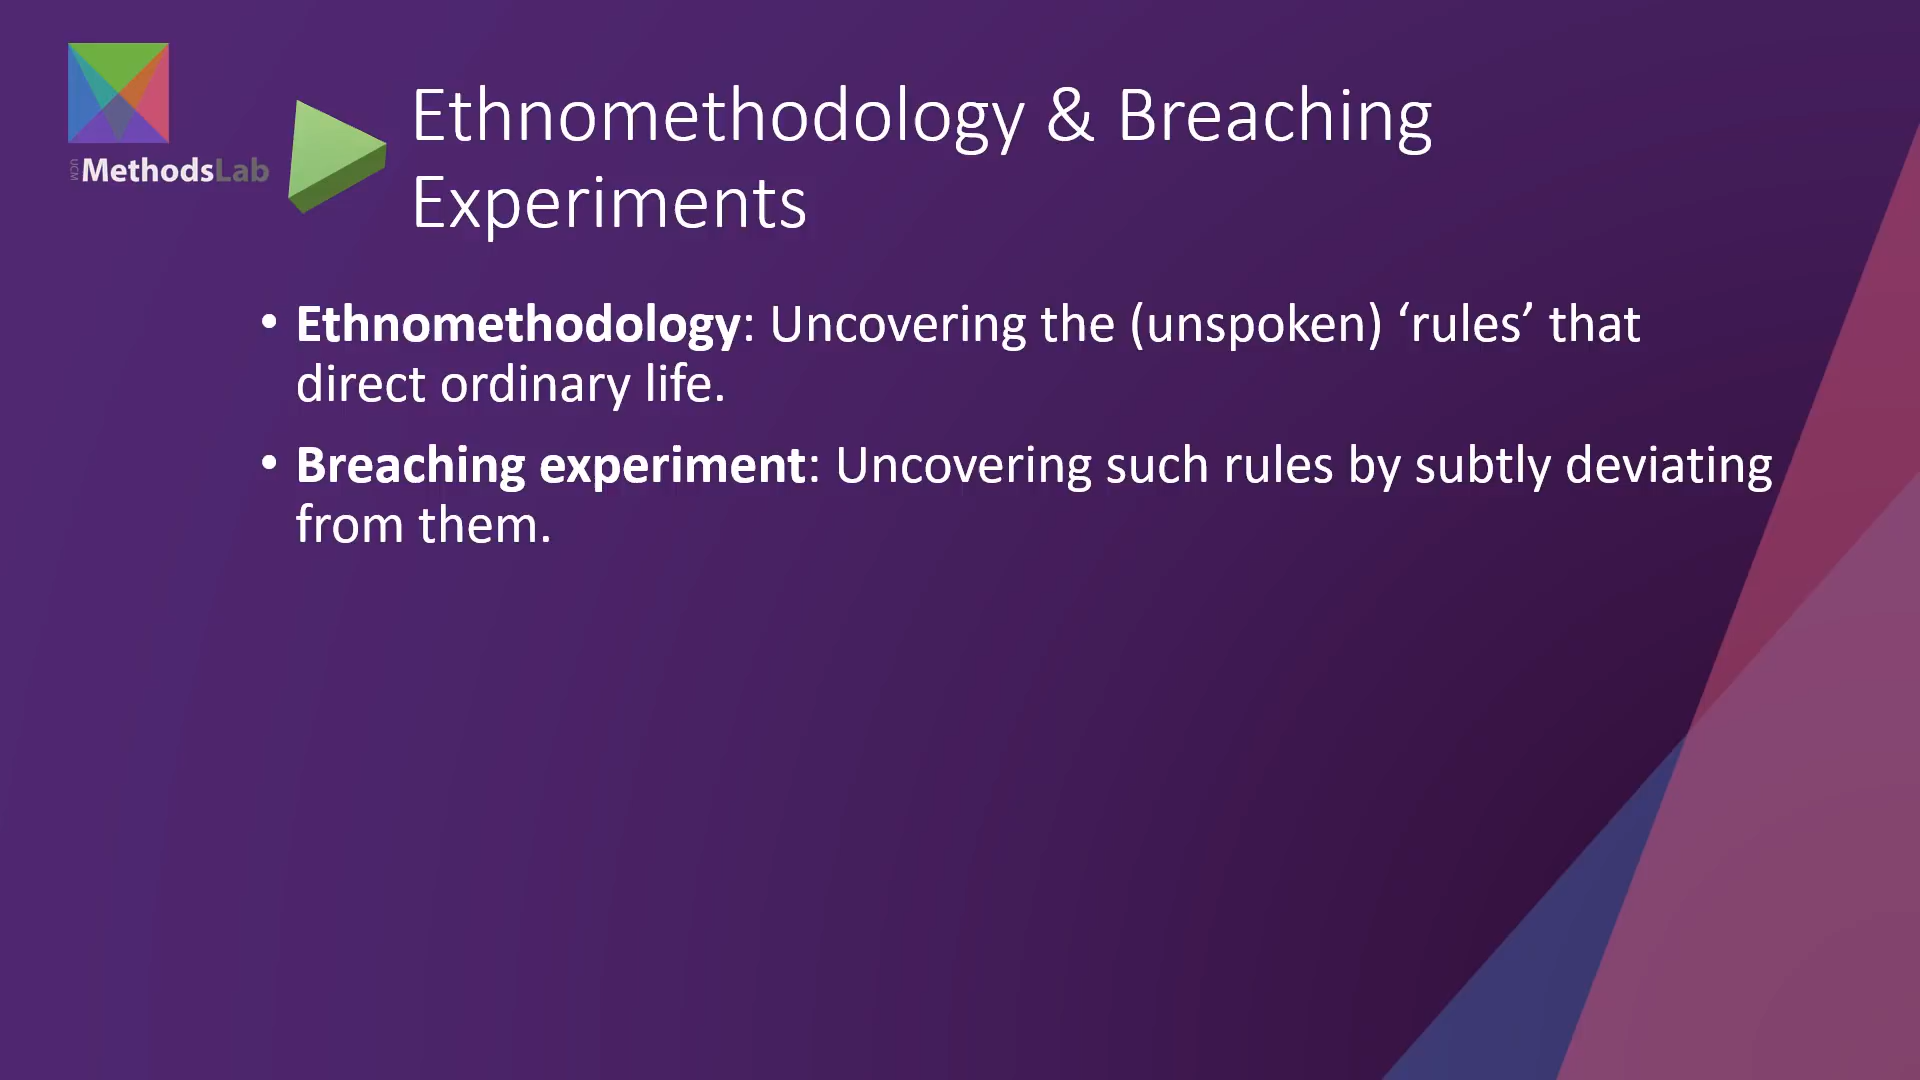 UCM MethodsLab
Ethnomethodology & Breaching
Experiments
• Ethnomethodology: Uncovering the (unspoken) ‘rules’ that
direct ordinary life.
• Breaching experiment: Uncovering such rules by subtly deviating
from them.